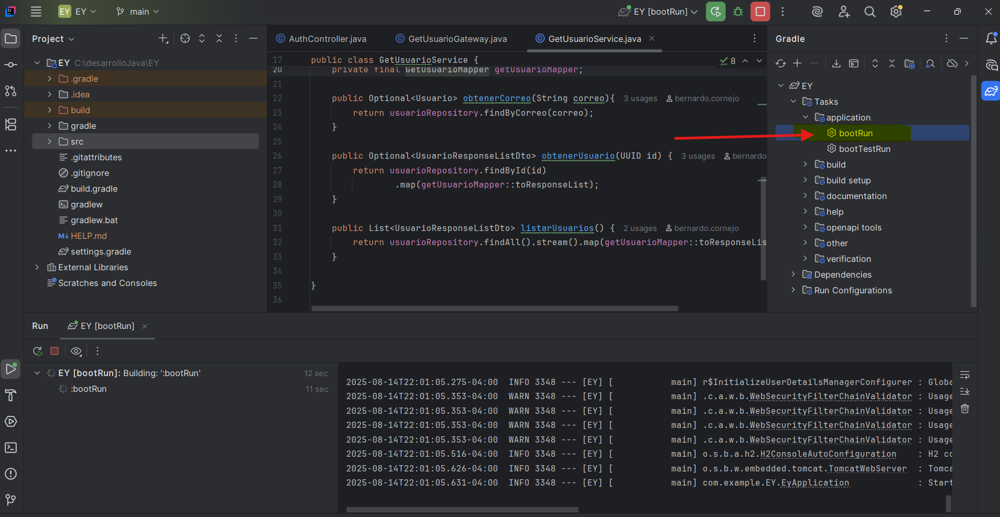 EY EY main EY [bootRun]
Project
EY C:\desarrolloJava\EY
.gradle
.idea
build
gradle
src
.gitattributes
.gitignore
build.gradle
gradlew
gradlew.bat
HELP.md
settings.gradle
External Libraries
Scratches and Consoles
AuthController.java GetUsuarioGateway.java GetUsuarioService.java
17 public class GetUsuarioService { 8
20 private final GetUsuarioMapper getUsuarioMapper;
21
22 public Optional<Usuario> obtenerCorreo(String correo){ 3 usages bernardo.cornejo
23 return usuarioRepository.findByCorreo(correo);
24 }
25
26 public Optional<UsuarioResponseListDto> obtenerUsuario(UUID id) { 3 usages bernardo
27 return usuarioRepository.findById(id)
28 .map(getUsuarioMapper::toResponseList);
29 }
30
31 public List<UsuarioResponseListDto> listarUsuarios() { 2 usages bernardo.cornejo
32 return usuarioRepository.findAll().stream().map(getUsuarioMapper::toResponseLis
33 }
34
35 }
36
Gradle
EY
Tasks
application
bootRun
bootTestRun
build
build setup
documentation
help
openapi tools
other
verification
Dependencies
Run Configurations
Run EY [bootRun]
EY [bootRun]: Building: ':bootRun' 12 sec
:bootRun 11 sec
2025-08-14T22:01:05.275-04:00 INFO 3348 --- [EY] [ main] r$InitializeUserDetailsManagerConfigurer : Globa
2025-08-14T22:01:05.353-04:00 WARN 3348 --- [EY] [ main] .c.a.w.b.WebSecurityFilterChainValidator : Usage
2025-08-14T22:01:05.353-04:00 WARN 3348 --- [EY] [ main] .c.a.w.b.WebSecurityFilterChainValidator : Usage
2025-08-14T22:01:05.353-04:00 WARN 3348 --- [EY] [ main] .c.a.w.b.WebSecurityFilterChainValidator : Usage
2025-08-14T22:01:05.353-04:00 WARN 3348 --- [EY] [ main] .c.a.w.b.WebSecurityFilterChainValidator : Usage
2025-08-14T22:01:05.516-04:00 INFO 3348 --- [EY] [ main] o.s.b.a.h2.H2ConsoleAutoConfiguration : H2 co
2025-08-14T22:01:05.626-04:00 INFO 3348 --- [EY] [ main] o.s.b.w.embedded.tomcat.TomcatWebServer : Tomca
2025-08-14T22:01:05.631-04:00 INFO 3348 --- [EY] [ main] com.example.EY.EyApplication : Start